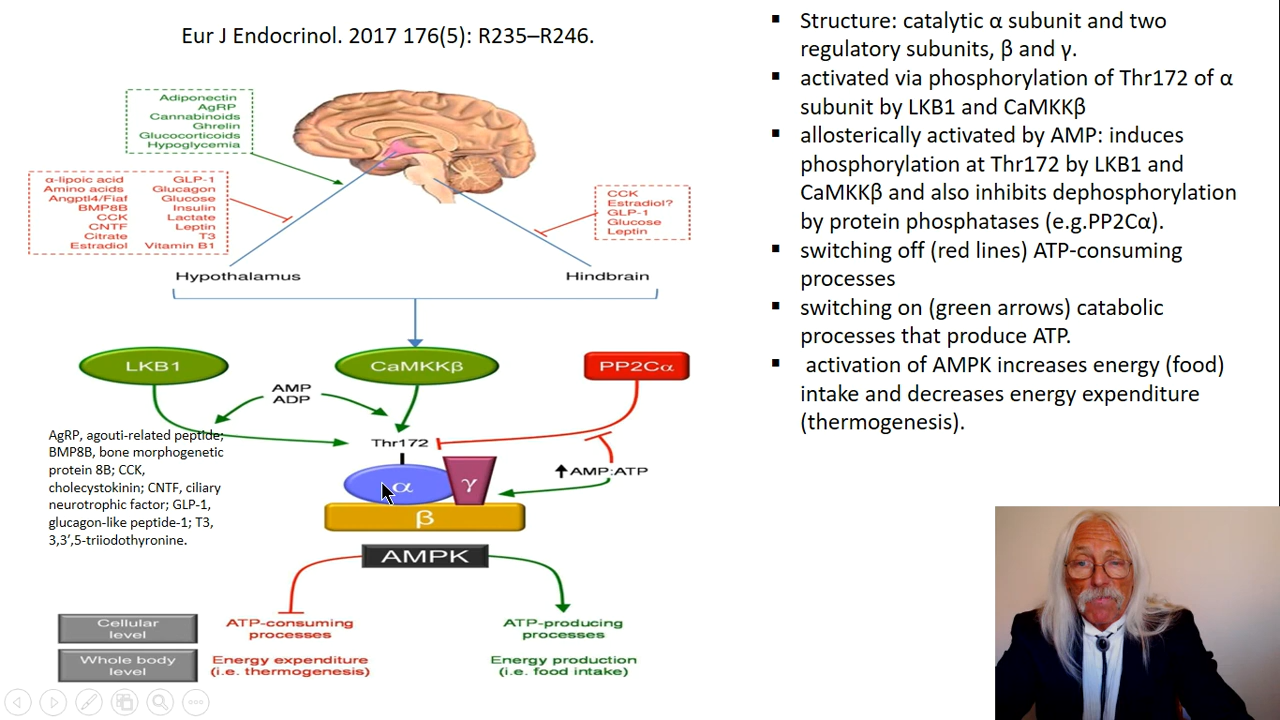 Eur J Endocrinol. 2017 176(5): R235–R246.
Adiponectin
AgRP
Cannabinoids
Ghrelin
Glucocorticoids
Hypoglycemia
α-lipoic acid GLP-1
Amino acids Glucagon
Angptl4/Fiaf Glucose
BMP8B Insulin
CCK Lactate
CNTF Leptin
Citrate T3
Estradiol Vitamin B1
CCK
Estradiol?
GLP-1
Glucose
Leptin
Hypothalamus
Hindbrain
LKB1
CaMKKβ
PP2Cα
AMP
ADP
Thr172
AMP:ATP
α
γ
β
AMPK
AgRP, agouti-related peptide;
BMP8B, bone morphogenetic
protein 8B; CCK,
cholecystokinin; CNTF, ciliary
neurotrophic factor; GLP-1,
glucagon-like peptide-1; T3,
3,3′,5-triiodothyronine.
Cellular
level
ATP-consuming
processes
ATP-producing
processes
Whole body
level
Energy expenditure
(i.e. thermogenesis)
Energy production
(i.e. food intake)
▪ Structure: catalytic α subunit and two
regulatory subunits, β and γ.
▪ activated via phosphorylation of Thr172 of α
subunit by LKB1 and CaMKKβ
▪ allosterically activated by AMP: induces
phosphorylation at Thr172 by LKB1 and
CaMKKβ and also inhibits dephosphorylation
by protein phosphatases (e.g.PP2Cα).
▪ switching off (red lines) ATP-consuming
processes
▪ switching on (green arrows) catabolic
processes that produce ATP.
▪ activation of AMPK increases energy (food)
intake and decreases energy expenditure
(thermogenesis).